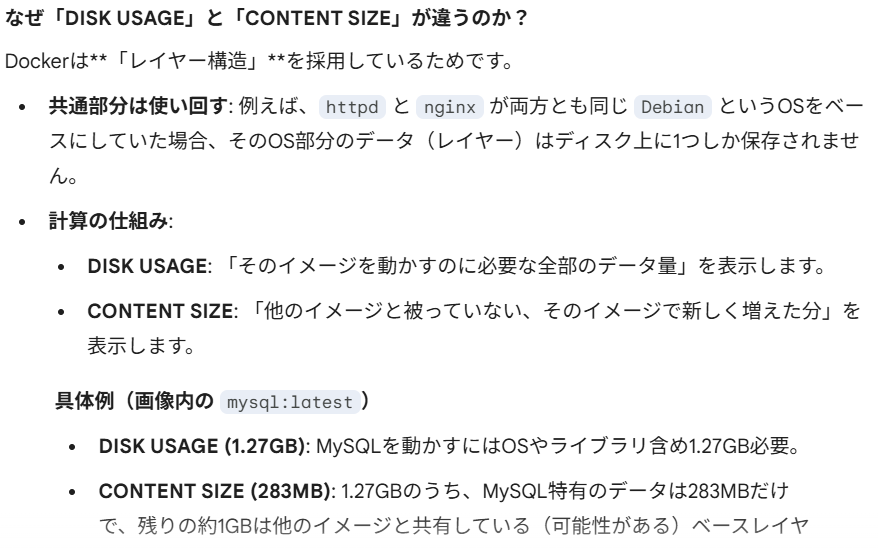 なぜ「DISK USAGE」と「CONTENT SIZE」が違うのか？
Dockerは**「レイヤー構造」**を採用しているためです。
• 共通部分は使い回す: 例えば、 httpd と nginx が両方とも同じ Debian というOSをベー
スにしていた場合、そのOS部分のデータ（レイヤー）はディスク上に1つしか保存されませ
ん。
• 計算の仕組み:
• DISK USAGE: 「そのイメージを動かすのに必要な全部のデータ量」を表示します。
• CONTENT SIZE: 「他のイメージと被っていない、そのイメージで新しく増えた分」を
表示します。
具体例（画像内の mysql:latest ）
• DISK USAGE (1.27GB): MySQLを動かすにはOSやライブラリ含め1.27GB必要。
• CONTENT SIZE (283MB): 1.27GBのうち、MySQL特有のデータは283MBだけ
で、残りの約1GBは他のイメージと共有している（可能性がある）ベースレイヤ